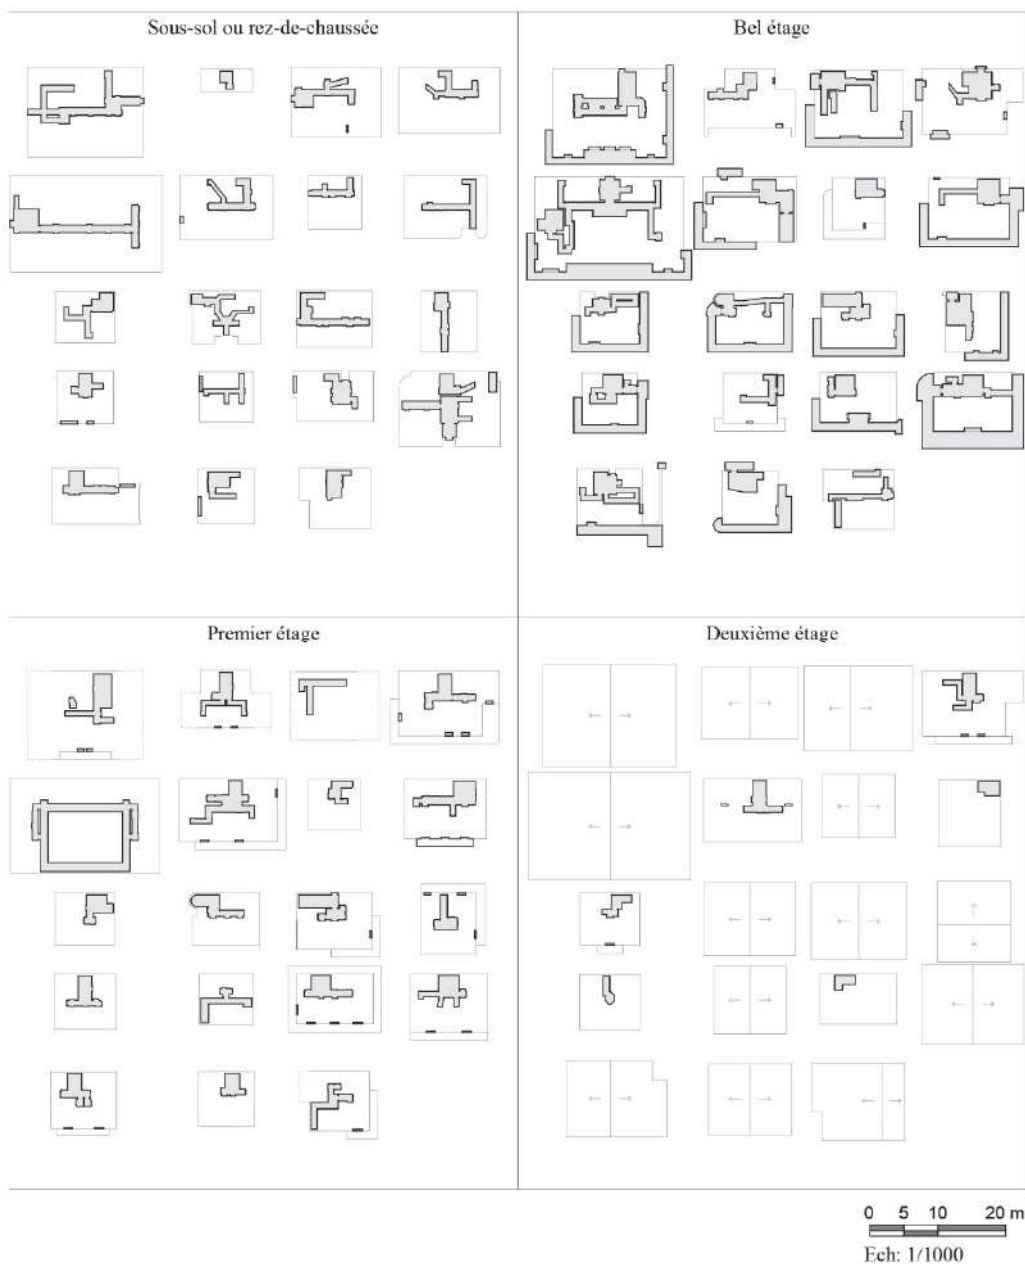 Sous-sol ou rez-de-chaussée
Bel étage
Premier étage
Deuxième étage
0 5 10 20 m
Ech: 1/1000